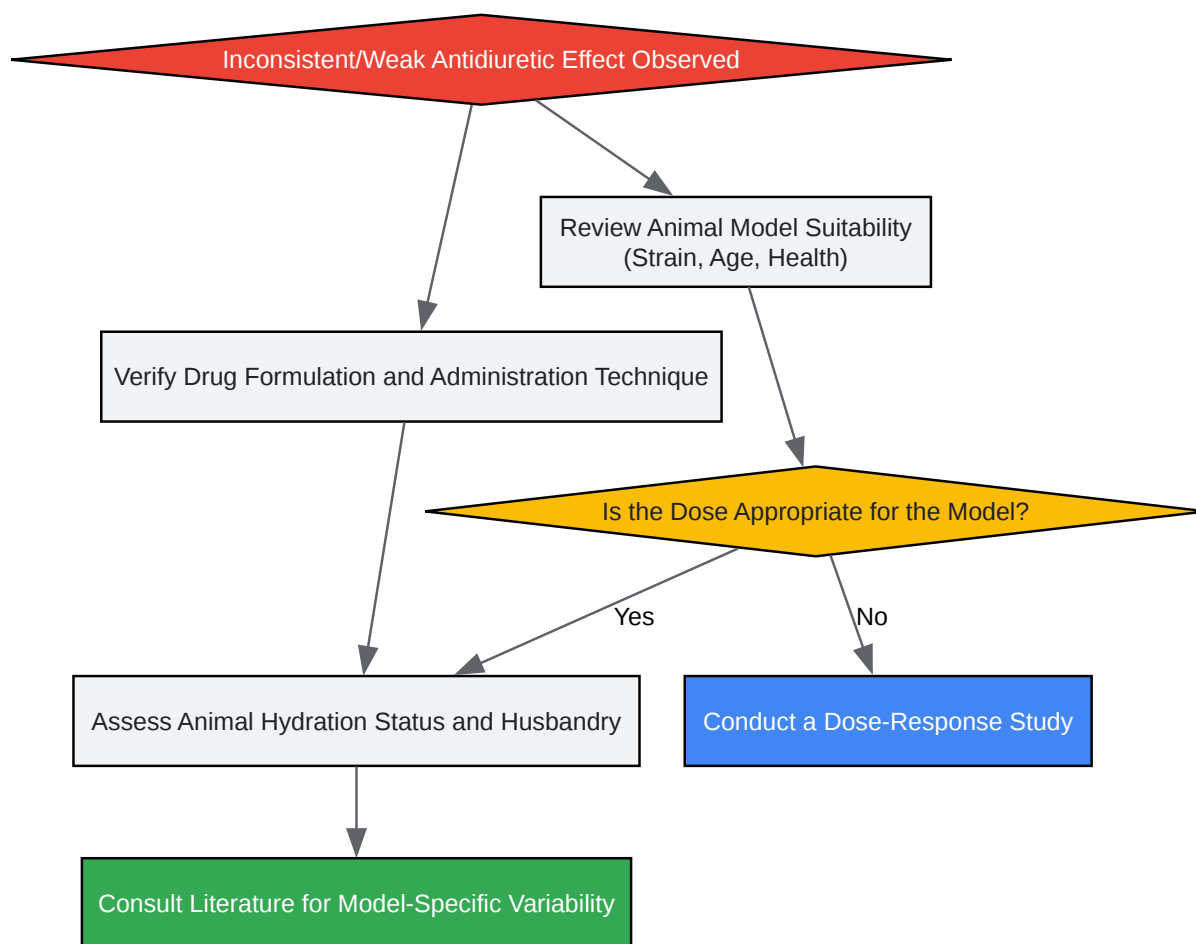 Inconsistent/Weak Antidiuretic Effect Observed
Review Animal Model Suitability
(Strain, Age, Health)
Verify Drug Formulation and Administration Technique
Is the Dose Appropriate for the Model?
Yes
No
Assess Animal Hydration Status and Husbandry
Conduct a Dose-Response Study
Consult Literature for Model-Specific Variability